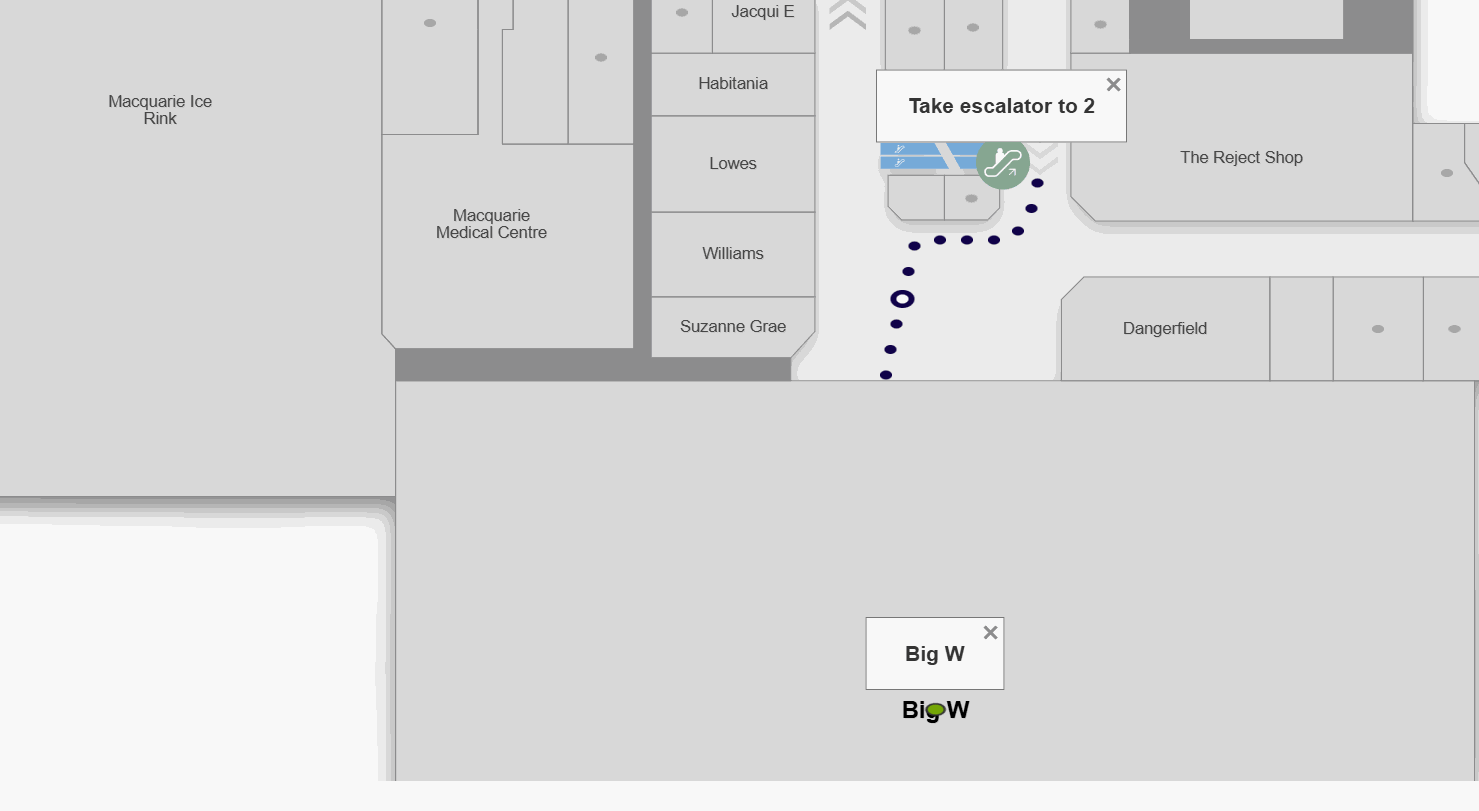 Jacqui E
Habitania
Take escalator to 2
Macquarie Ice
Rink
Lowes
The Reject Shop
Macquarie
Medical Centre
Williams
Suzanne Grae
Dangerfield
Big W
Big W